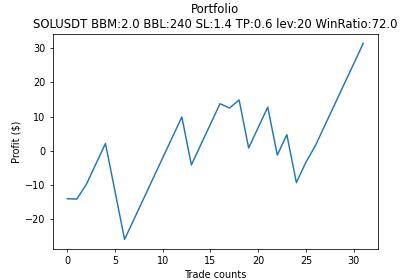 Portfolio
SOLUSDT BBM:2.0 BBL:240 SL:1.4 TP:0.6 lev:20 WinRatio:72.0
30
20
10
0
−10
−20
Profit ($)
0 5 10 15 20 25 30
Trade counts